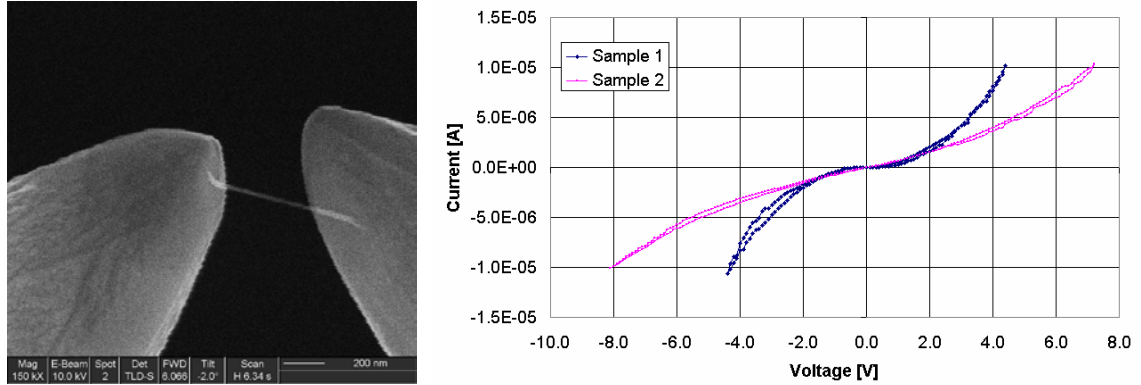 Mag E-Beam Spot Det FWD Tilt Scan 200 nm
150 kX 10.0 kV 2 TLD-S 6.066 -2.0° H 6.34 s
1.5E-05
1.0E-05
5.0E-06
0.0E+00
-5.0E-06
-1.0E-05
-1.5E-05
Current [A]
Sample 1
Sample 2
-10.0 -8.0 -6.0 -4.0 -2.0 0.0 2.0 4.0 6.0 8.0
Voltage [V]